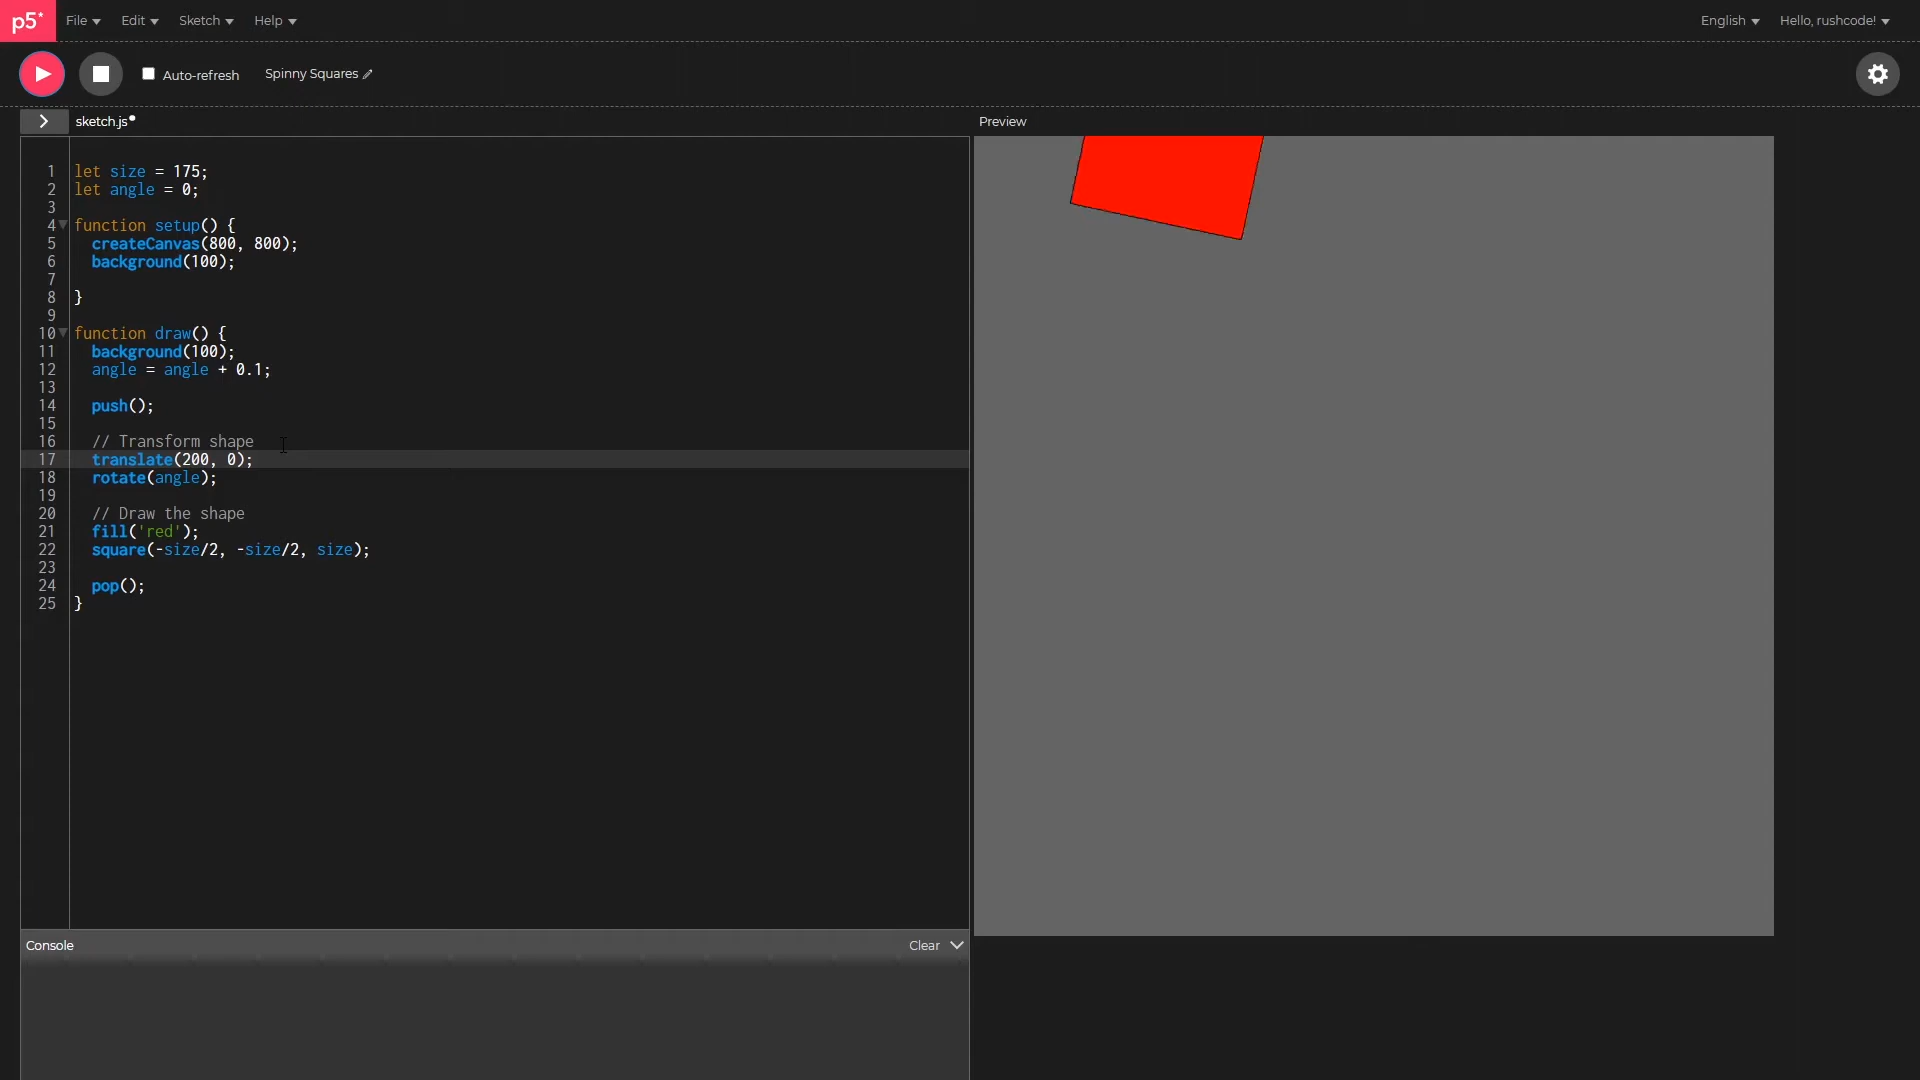 p5* File Edit Sketch Help English Hello, rushcode!
Auto-refresh Spinny Squares
sketch.js Preview
1 let size = 175;
2 let angle = 0;
3
4 function setup() {
5 createCanvas(800, 800);
6 background(100);
7
8 }
9
10 function draw() {
11 background(100);
12 angle = angle + 0.1;
13
14 push();
15
16 // Transform shape
17 translate(200, 0);
18 rotate(angle);
19
20 // Draw the shape
21 fill('red');
22 square(-size/2, -size/2, size);
23
24 pop();
25 }
Console Clear